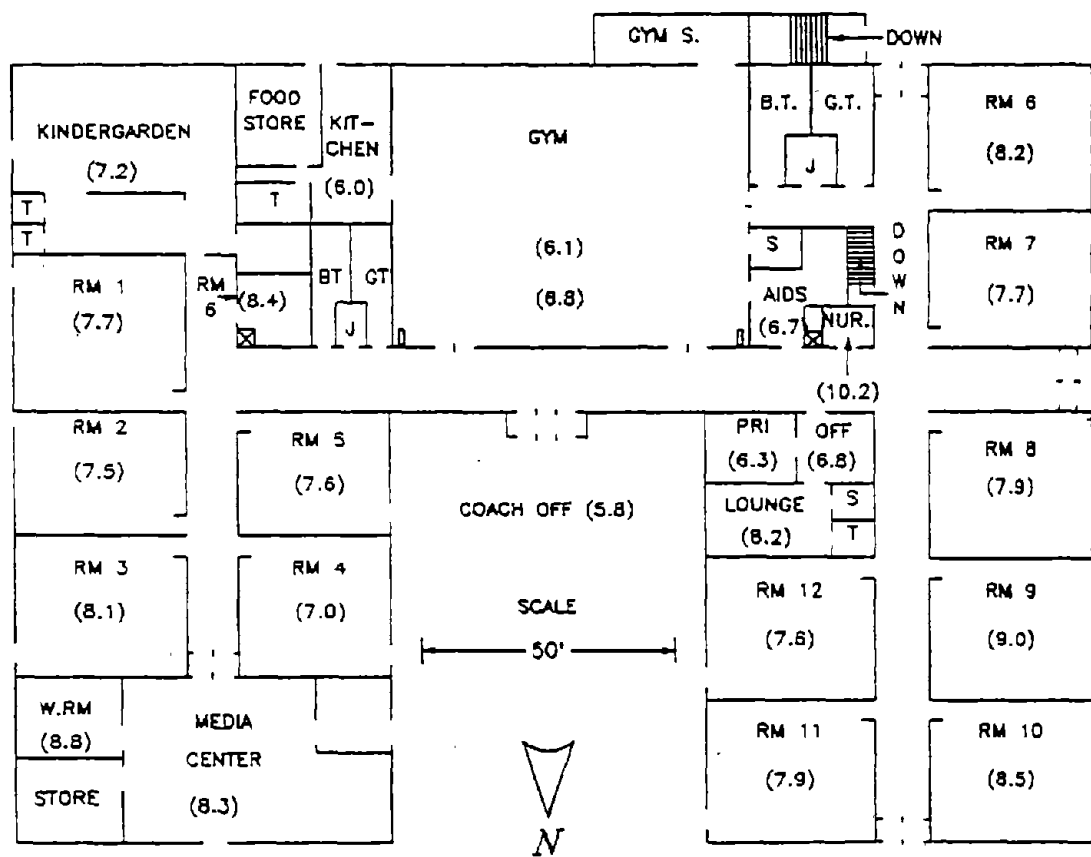 GYM S.
DOWN
FOOD
STORE
KINDERGARDEN
(7.2)
KIT-
CHEN
(6.0)
T
T
T
GYM
(6.1)
(6.8)
B.T.
G.T.
J
RM 6
(8.2)
RM 1
(7.7)
RM
6
(8.4)
BT
GT
J
S
AIDS
(6.7
NUR.
(10.2)
DOWN
RM 7
(7.7)
RM 2
(7.5)
RM 5
(7.6)
COACH OFF (5.8)
PRI
(6.3)
OFF
(6.8)
LOUNGE
(8.2)
S
T
RM 8
(7.9)
RM 3
(8.1)
RM 4
(7.0)
SCALE
50'
RM 12
(7.6)
RM 9
(9.0)
W.RM
(8.8)
STORE
MEDIA
CENTER
(8.3)
N
RM 11
(7.9)
RM 10
(8.5)